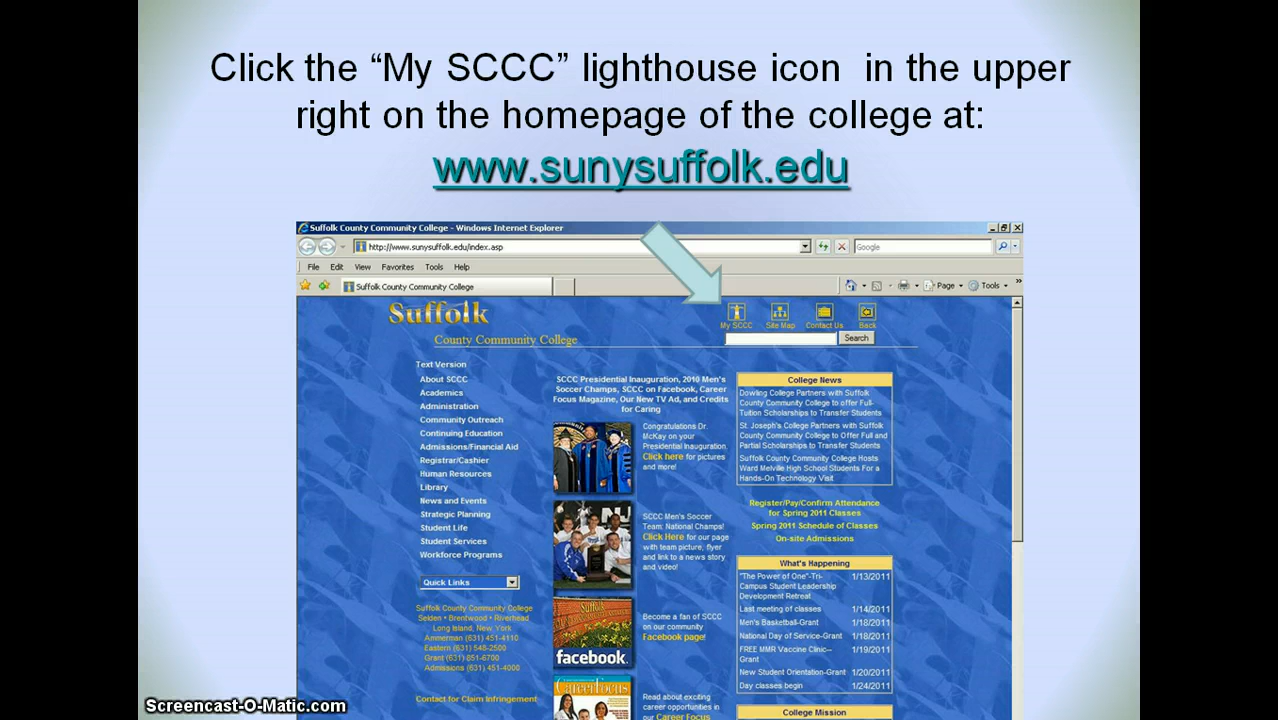 Click the “My SCCC” lighthouse icon in the upper
right on the homepage of the college at:
www.sunysuffolk.edu
Suffolk County Community College - Windows Internet Explorer
http://www.sunysuffolk.edu/index.asp
Google
File Edit View Favorites Tools Help
Suffolk County Community College
Page Tools
Suffolk
County Community College
My SCCC Site Map Contact Us Back
Search
Text Version
About SCCC
Academics
Administration
Community Outreach
Continuing Education
Admissions/Financial Aid
Registrar/Cashier
Human Resources
Library
News and Events
Strategic Planning
Student Life
Student Services
Workforce Programs
Quick Links
Suffolk County Community College
Selden • Brentwood • Riverhead
Long Island, New York
Ammerman (631) 451-4110
Eastern (631) 548-2500
Grant (631) 851-6700
Admissions (631) 451-4000
Contact for Claim Infringement
SCCC Presidential Inauguration, 2010 Men's
Soccer Champs, SCCC on Facebook, Career
Focus Magazine, Our New TV Ad, and Credits
for Caring
Congratulations Dr.
McKay on your
Presidential Inauguration.
Click here for pictures
and more!
NJ
SCCC Men's Soccer
Team: National Champs!
Click Here for our page
with team picture, flyer
and link to a news story
and video!
Suffolk
facebook.
Become a fan of SCCC
on our community
Facebook page!
CareerFocus
Read about exciting
career opportunities in
our Career Focus
College News
Dowling College Partners with Suffolk
County Community College to offer Full-
Tuition Scholarships to Transfer Students
St. Joseph's College Partners with Suffolk
County Community College to Offer Full and
Partial Scholarships to Transfer Students
Suffolk County Community College Hosts
Ward Melville High School Students For a
Hands-On Technology Visit
Register/Pay/Confirm Attendance
for Spring 2011 Classes
Spring 2011 Schedule of Classes
On-site Admissions
What's Happening
"The Power of One"-Tri- 1/13/2011
Campus Student Leadership
Development Retreat
Last meeting of classes 1/14/2011
Men's Basketball-Grant 1/18/2011
National Day of Service-Grant 1/18/2011
FREE MMR Vaccine Clinic-- 1/19/2011
Grant
New Student Orientation-Grant 1/20/2011
Day classes begin 1/24/2011
College Mission
Screencast-O-Matic.com